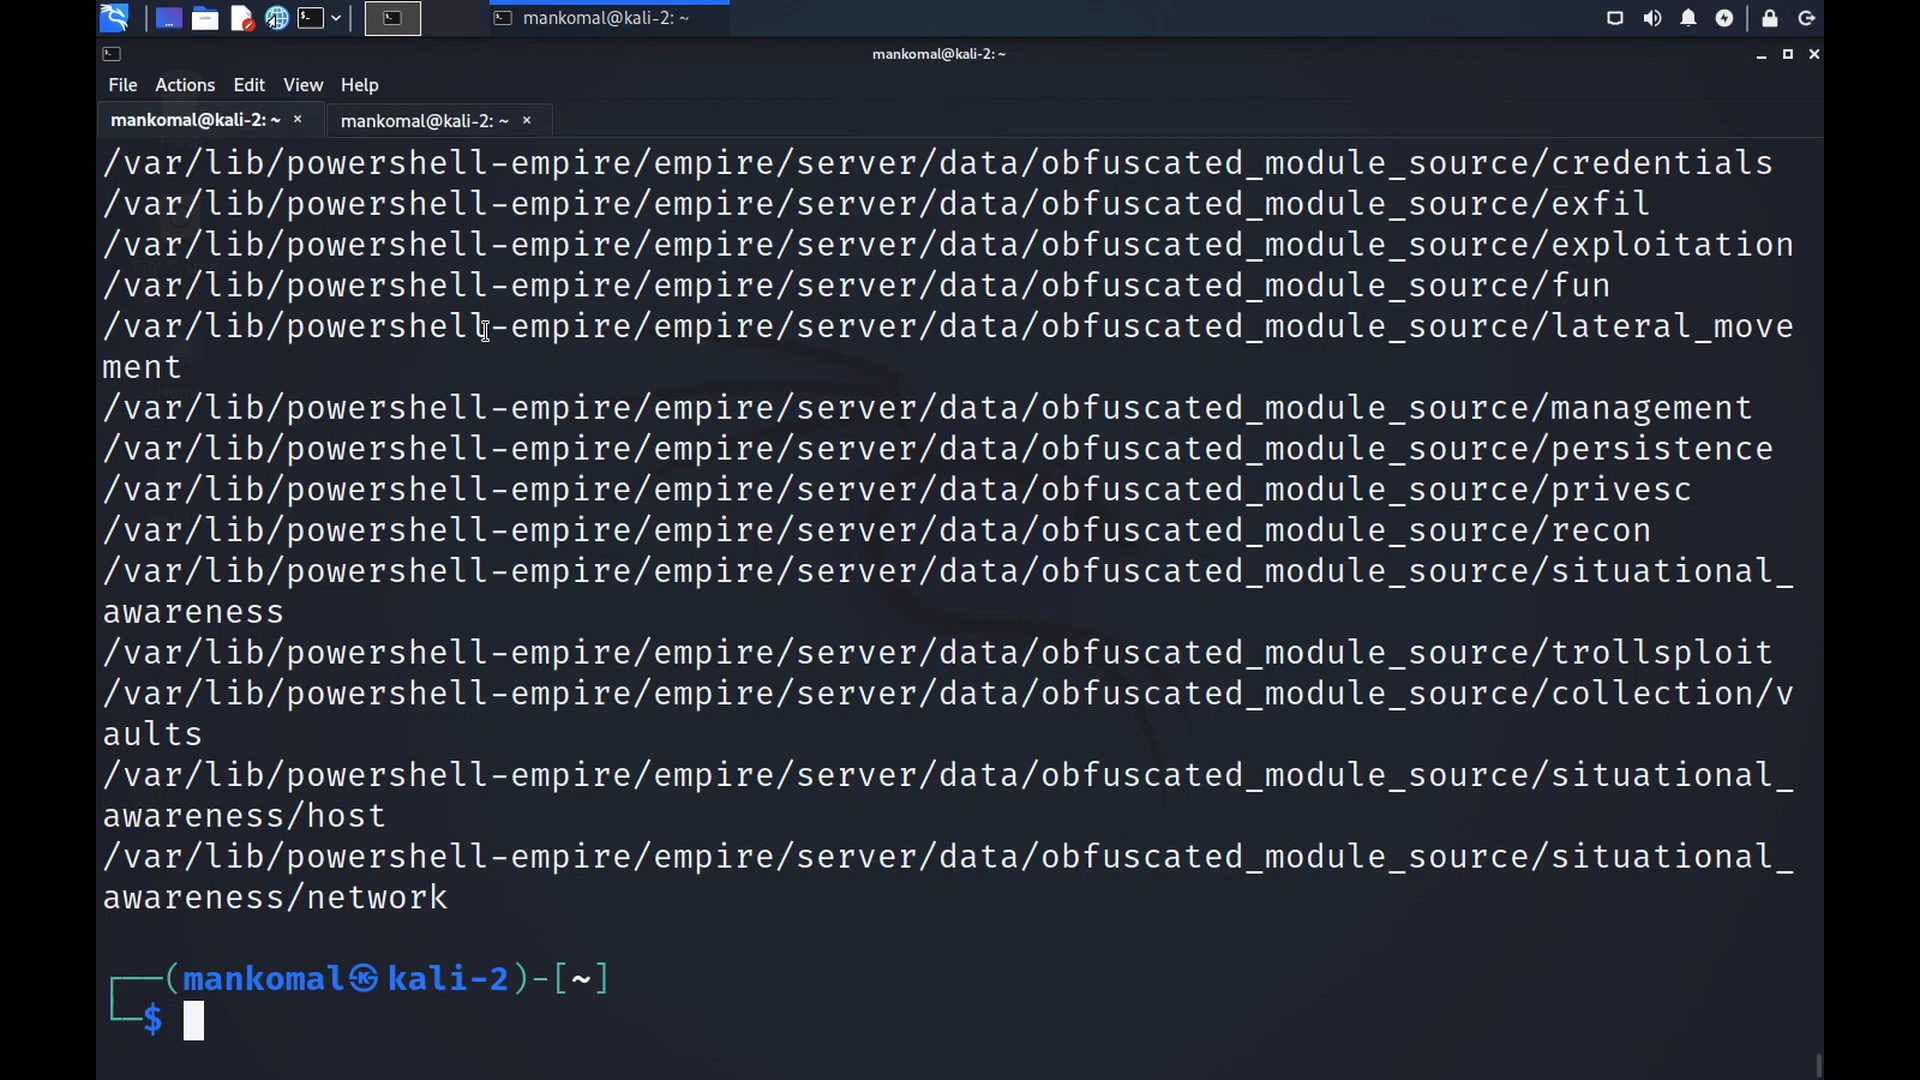 mankomal@kali-2: ~
mankomal@kali-2: ~
File Actions Edit View Help
mankomal@kali-2: ~ × mankomal@kali-2: ~ ×
/var/lib/powershell-empire/empire/server/data/obfuscated_module_source/credentials
/var/lib/powershell-empire/empire/server/data/obfuscated_module_source/exfil
/var/lib/powershell-empire/empire/server/data/obfuscated_module_source/exploitation
/var/lib/powershell-empire/empire/server/data/obfuscated_module_source/fun
/var/lib/powershell-empire/empire/server/data/obfuscated_module_source/lateral_move
ment
/var/lib/powershell-empire/empire/server/data/obfuscated_module_source/management
/var/lib/powershell-empire/empire/server/data/obfuscated_module_source/persistence
/var/lib/powershell-empire/empire/server/data/obfuscated_module_source/privesc
/var/lib/powershell-empire/empire/server/data/obfuscated_module_source/recon
/var/lib/powershell-empire/empire/server/data/obfuscated_module_source/situational_
awareness
/var/lib/powershell-empire/empire/server/data/obfuscated_module_source/trollsploit
/var/lib/powershell-empire/empire/server/data/obfuscated_module_source/collection/v
aults
/var/lib/powershell-empire/empire/server/data/obfuscated_module_source/situational_
awareness/host
/var/lib/powershell-empire/empire/server/data/obfuscated_module_source/situational_
awareness/network
┌──(mankomal㉿kali-2)-[~]
└─$